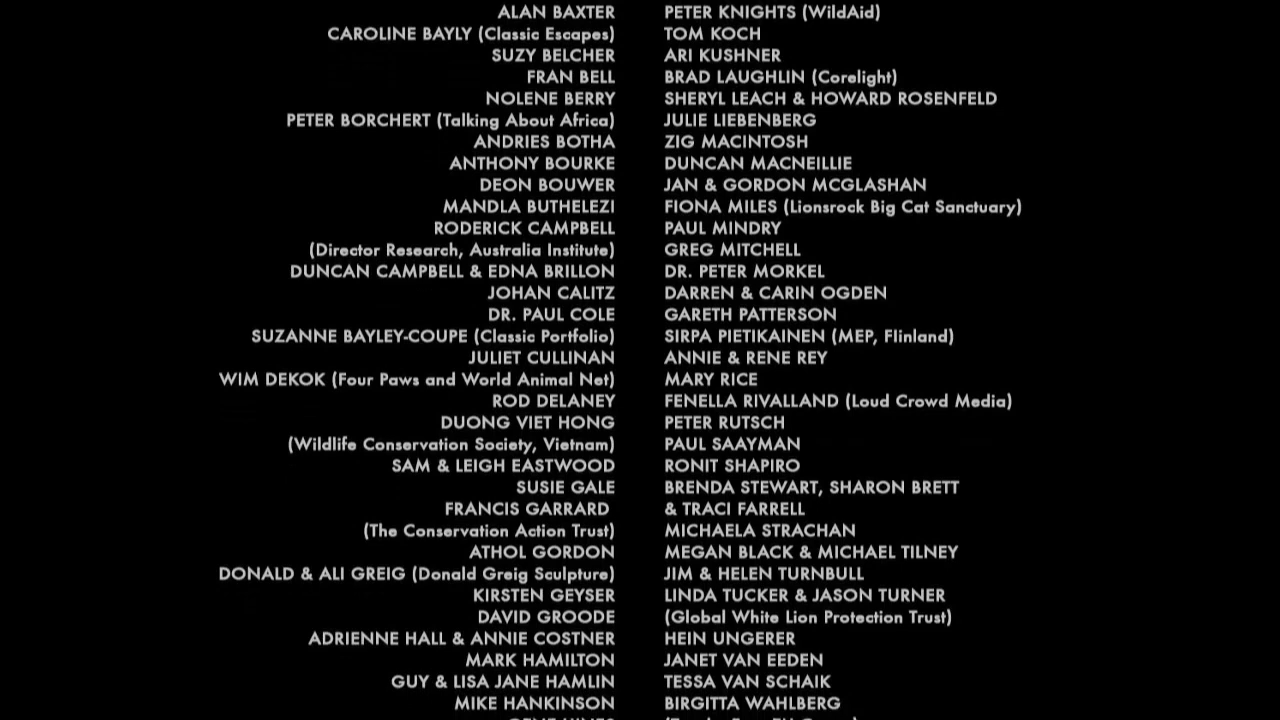 ALAN BAXTER
CAROLINE BAYLY (Classic Escapes)
SUZY BELCHER
FRAN BELL
NOLENE BERRY
PETER BORCHERT (Talking About Africa)
ANDRIES BOTHA
ANTHONY BOURKE
DEON BOUWER
MANDLA BUTHELEZI
RODERICK CAMPBELL
(Director Research, Australia Institute)
DUNCAN CAMPBELL & EDNA BRILLON
JOHAN CALITZ
DR. PAUL COLE
SUZANNE BAYLEY-COUPE (Classic Portfolio)
JULIET CULLINAN
WIM DEKOK (Four Paws and World Animal Net)
ROD DELANEY
DUONG VIET HONG
(Wildlife Conservation Society, Vietnam)
SAM & LEIGH EASTWOOD
SUSIE GALE
FRANCIS GARRARD
(The Conservation Action Trust)
ATHOL GORDON
DONALD & ALI GREIG (Donald Greig Sculpture)
KIRSTEN GEYSER
DAVID GROODE
ADRIENNE HALL & ANNIE COSTNER
MARK HAMILTON
GUY & LISA JANE HAMLIN
MIKE HANKINSON
PETER KNIGHTS (WildAid)
TOM KOCH
ARI KUSHNER
BRAD LAUGHLIN (Corelight)
SHERYL LEACH & HOWARD ROSENFELD
JULIE LIEBENBERG
ZIG MACINTOSH
DUNCAN MACNEILLIE
JAN & GORDON MCGLASHAN
FIONA MILES (Lionsrock Big Cat Sanctuary)
PAUL MINDRY
GREG MITCHELL
DR. PETER MORKEL
DARREN & CARIN OGDEN
GARETH PATTERSON
SIRPA PIETIKAINEN (MEP, FIinland)
ANNIE & RENE REY
MARY RICE
FENELLA RIVALLAND (Loud Crowd Media)
PETER RUTSCH
PAUL SAAYMAN
RONIT SHAPIRO
BRENDA STEWART, SHARON BRETT
& TRACI FARRELL
MICHAELA STRACHAN
MEGAN BLACK & MICHAEL TILNEY
JIM & HELEN TURNBULL
LINDA TUCKER & JASON TURNER
(Global White Lion Protection Trust)
HEIN UNGERER
JANET VAN EEDEN
TESSA VAN SCHAIK
BIRGITTA WAHLBERG